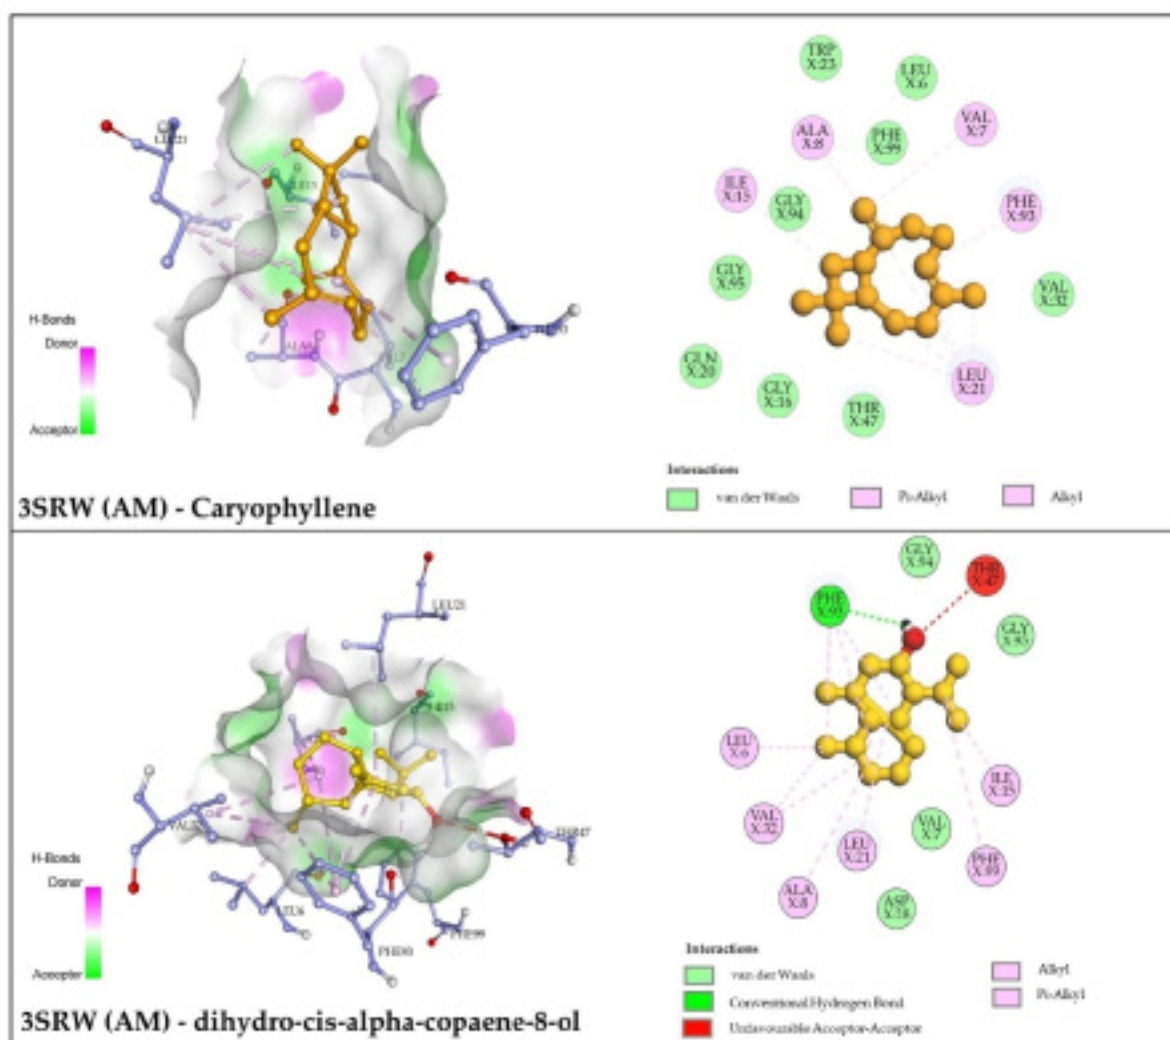 LEU21
H-Bonds
Donor
Acceptor
3SRW (AM) - Caryophyllene
TRP
X:23
LEU
X:6
VAL
X:7
ALA
X:8
PHE
X:99
ILE
X:15
GLY
X:94
PHE
X:93
GLY
X:95
VAL
X:32
GLN
X:20
GLY
X:16
THR
X:47
LEU
X:21
Interactions
van der Waals
Pi-Alkyl
Alkyl
LEU21
THR47
LEU6
PHE93
PHE99
H-Bonds
Donor
Acceptor
3SRW (AM) - dihydro-cis-alpha-copaene-8-ol
GLY
X:94
THR
X:47
PHE
X:93
GLY
X:95
LEU
X:6
ILE
X:15
VAL
X:32
VAL
X:7
LEU
X:21
PHE
X:99
ALA
X:8
ASP
Interactions
van der Waals
Conventional Hydrogen Bond
Unfavourable Acceptor-Acceptor
Alkyl
Pi-Alkyl